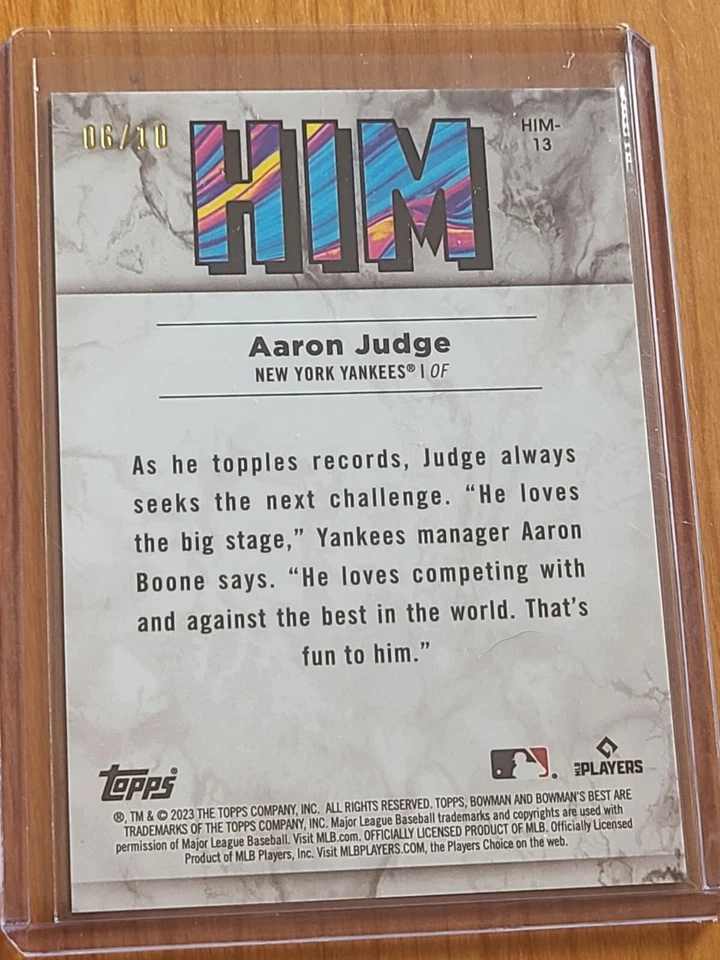 06/10
HIM
HIM-
13
Aaron Judge
NEW YORK YANKEES® | OF
As he topples records, Judge always
seeks the next challenge. “He loves
the big stage,” Yankees manager Aaron
Boone says. “He loves competing with
and against the best in the world. That’s
fun to him.”
topps®
MLB PLAYERS
®, TM & © 2023 THE TOPPS COMPANY, INC. ALL RIGHTS RESERVED. TOPPS, BOWMAN AND BOWMAN'S BEST ARE
TRADEMARKS OF THE TOPPS COMPANY, INC. Major League Baseball trademarks and copyrights are used with
permission of Major League Baseball. Visit MLB.com. OFFICIALLY LICENSED PRODUCT OF MLB. Officially Licensed
Product of MLB Players, Inc. Visit MLBPLAYERS.COM, the Players Choice on the web.